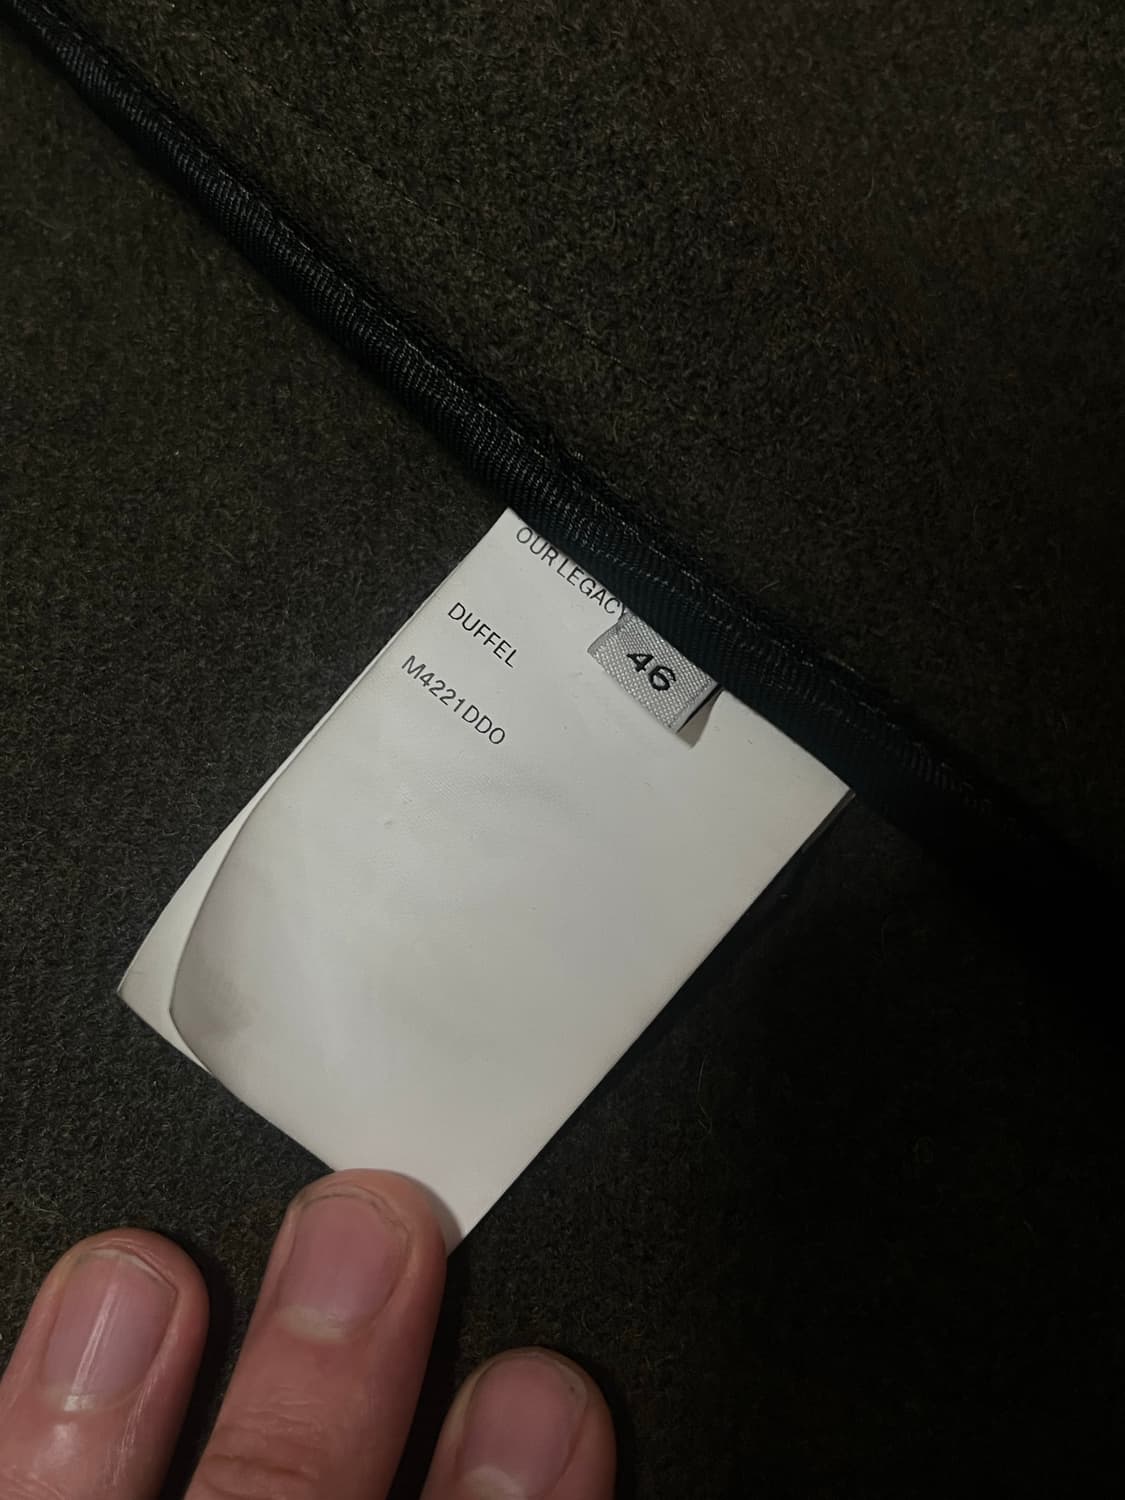 OUR LEGACY
46
DUFFEL
M4221DDO